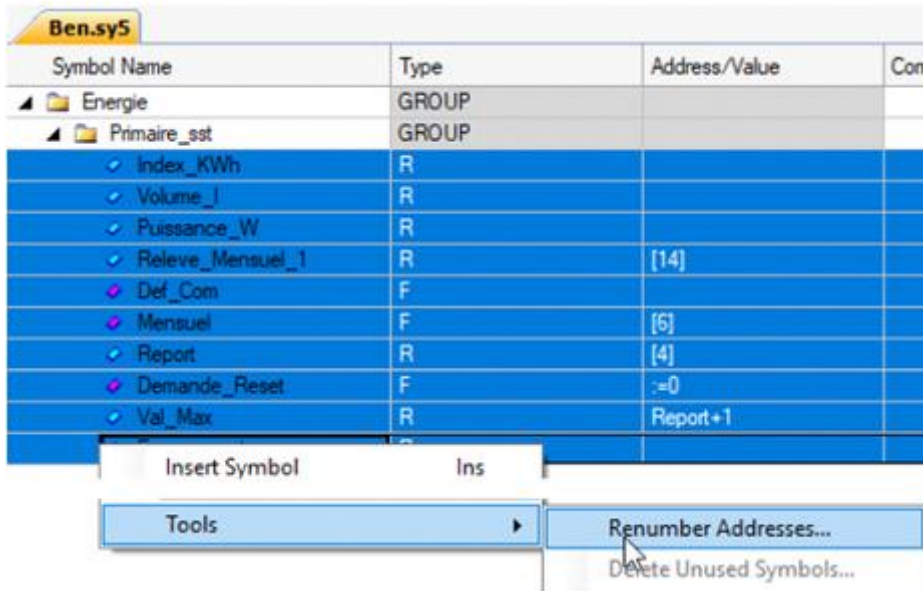 Ben.sy5
Symbol Name Type Address/Value Con
Energie GROUP
Primaire_sst GROUP
Index_KWh R
Volume_l R
Puissance_W R
Releve_Mensuel_1 R [14]
Def_Com F
Mensuel F [6]
Report R [4]
Demande_Reset F :=0
Val_Max R Report+1
Insert Symbol Ins
Tools
Renumber Addresses...
Delete Unused Symbols...